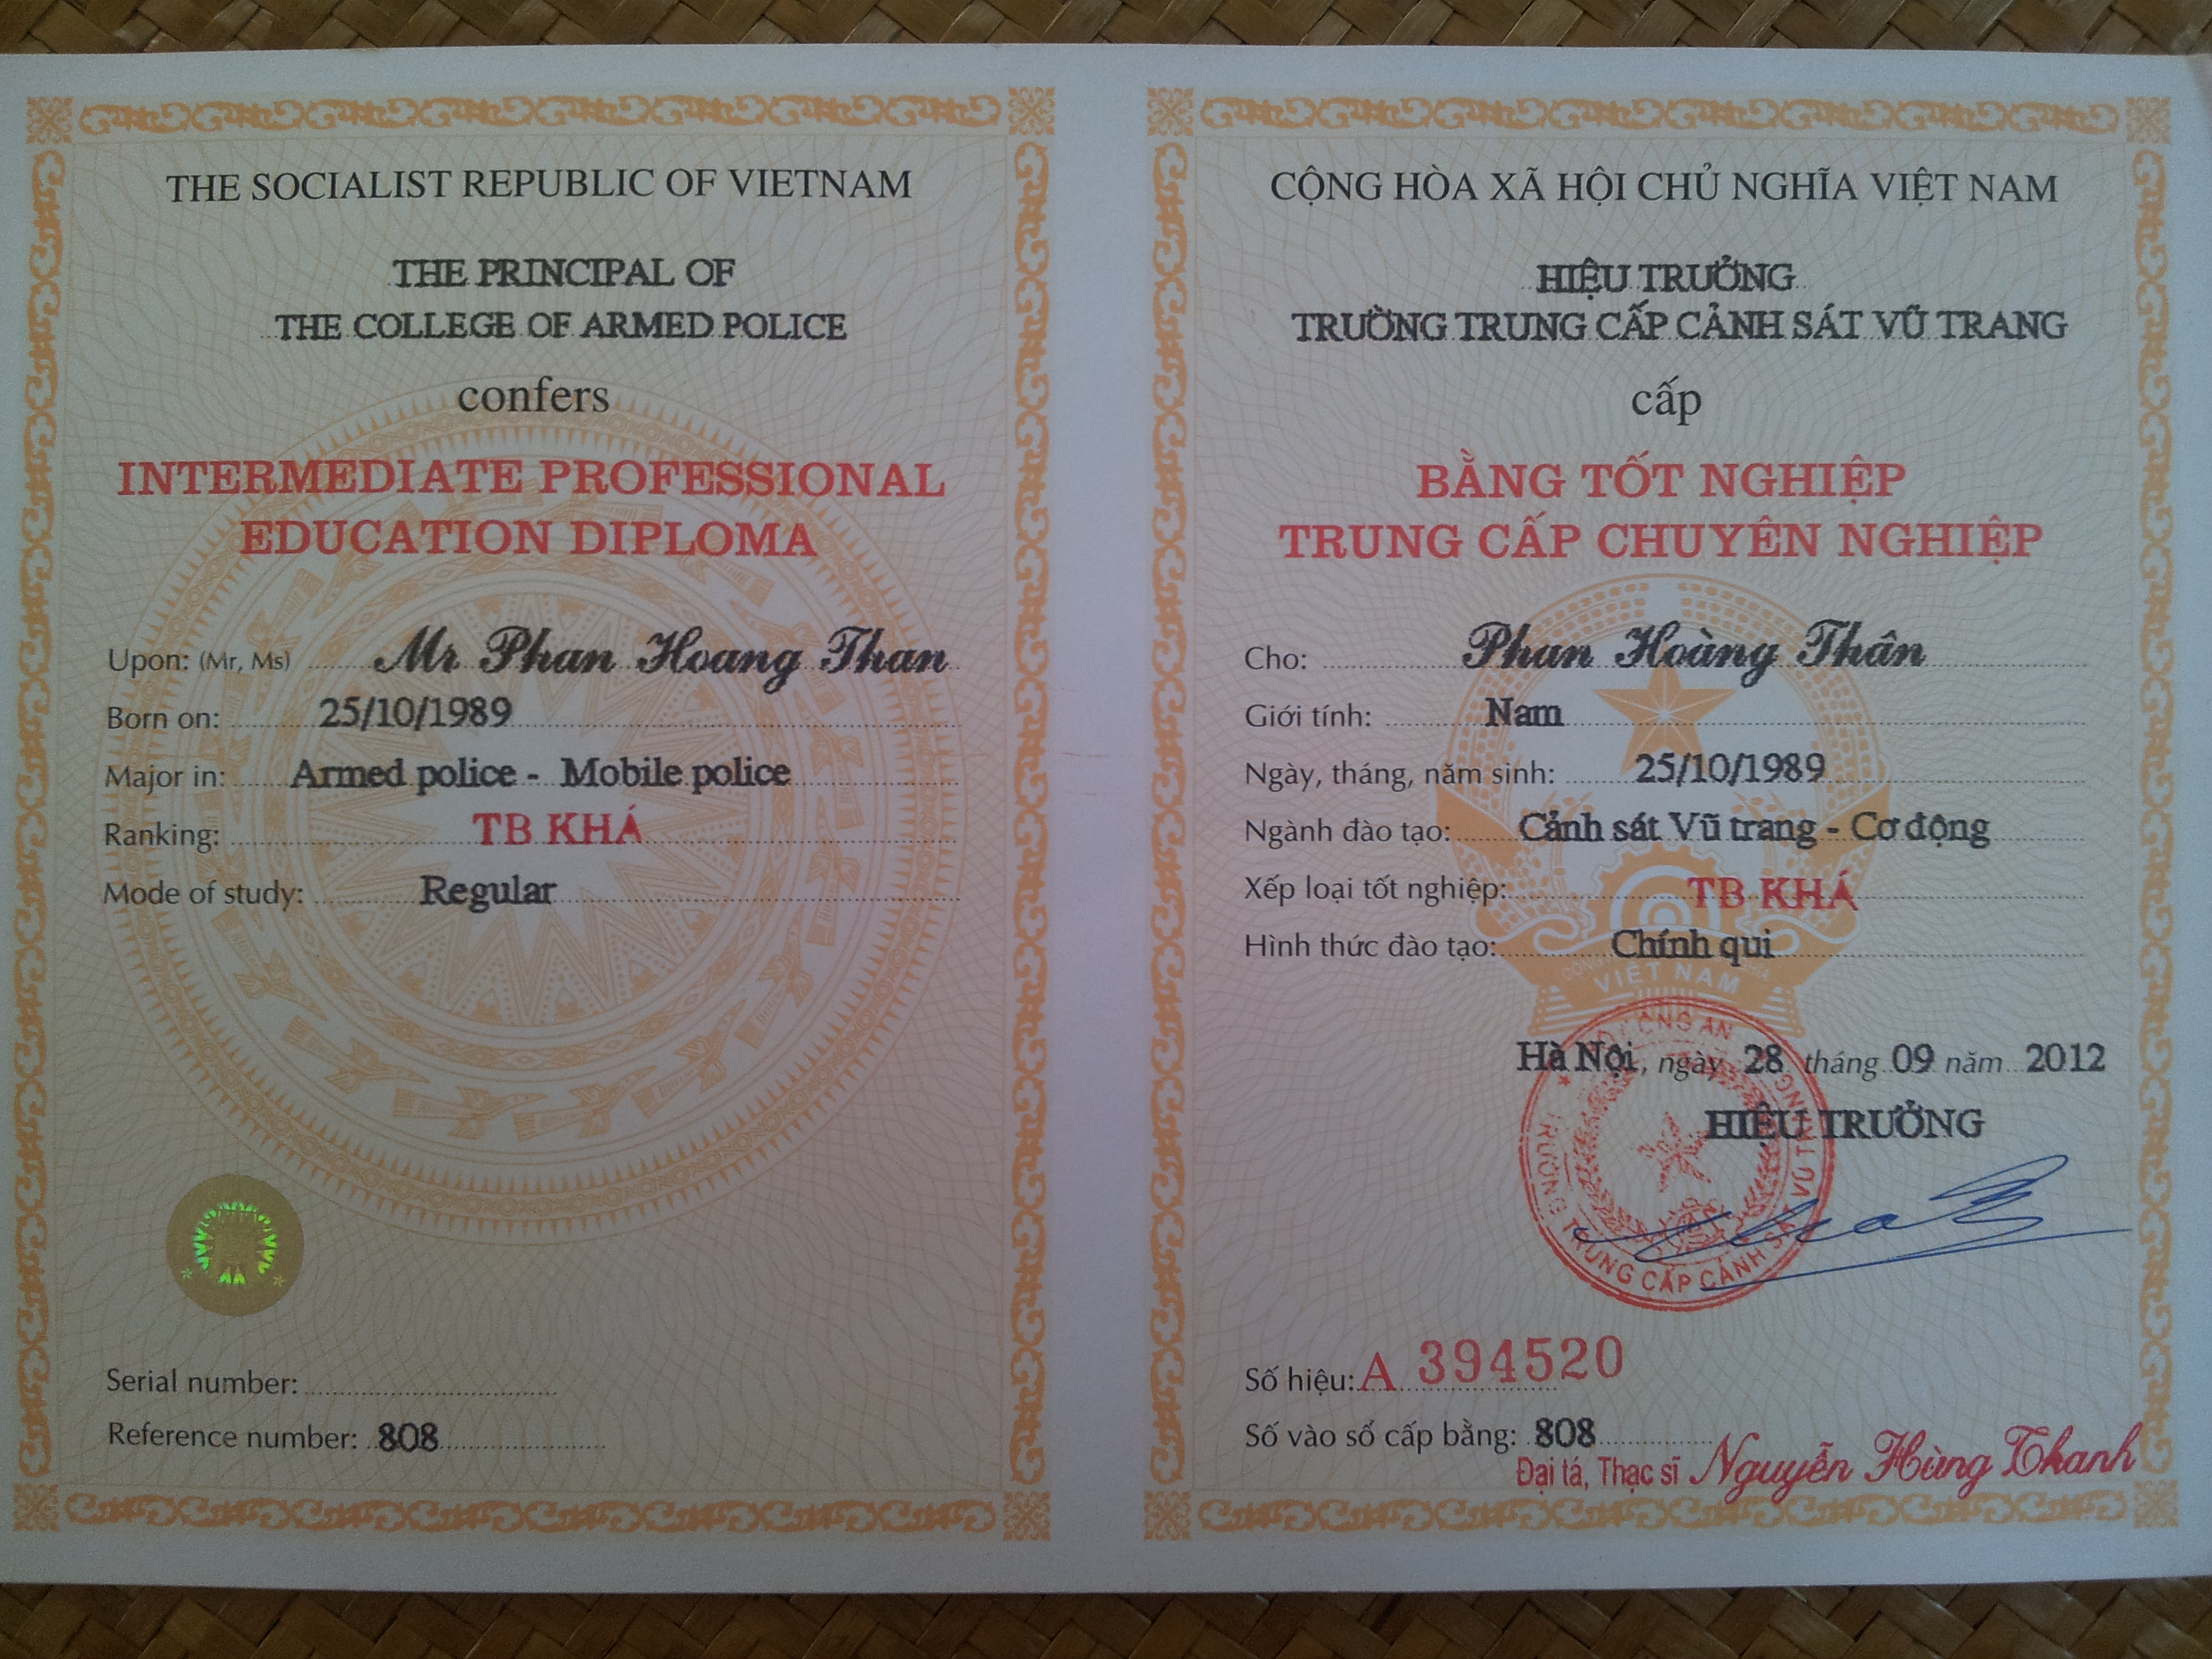 THE SOCIALIST REPUBLIC OF VIETNAM
THE PRINCIPAL OF
THE COLLEGE OF ARMED POLICE
confers
INTERMEDIATE PROFESSIONAL
EDUCATION DIPLOMA
Upon: (Mr, Ms) Mr Phan Hoang Than
Born on: 25/10/1989
Major in: Armed police - Mobile police
Ranking: TB KHÁ
Mode of study: Regular
Serial number:
Reference number: 808
CỘNG HÒA XÃ HỘI CHỦ NGHĨA VIỆT NAM
HIỆU TRƯỞNG
TRƯỜNG TRUNG CẤP CẢNH SÁT VŨ TRANG
cấp
BẰNG TỐT NGHIỆP
TRUNG CẤP CHUYÊN NGHIỆP
Cho: Phan Hoàng Thân
Giới tính: Nam
Ngày, tháng, năm sinh: 25/10/1989
Ngành đào tạo: Cảnh sát Vũ trang - Cơ động
Xếp loại tốt nghiệp: TB KHÁ
Hình thức đào tạo: Chính qui
Hà Nội, ngày 28 tháng 09 năm 2012
HIỆU TRƯỞNG
TRƯỜNG TRUNG CẤP CẢNH SÁT VŨ TRANG
Số hiệu: A 394520
Số vào sổ cấp bằng: 808
Đại tá, Thạc sĩ Nguyễn Hùng Thanh